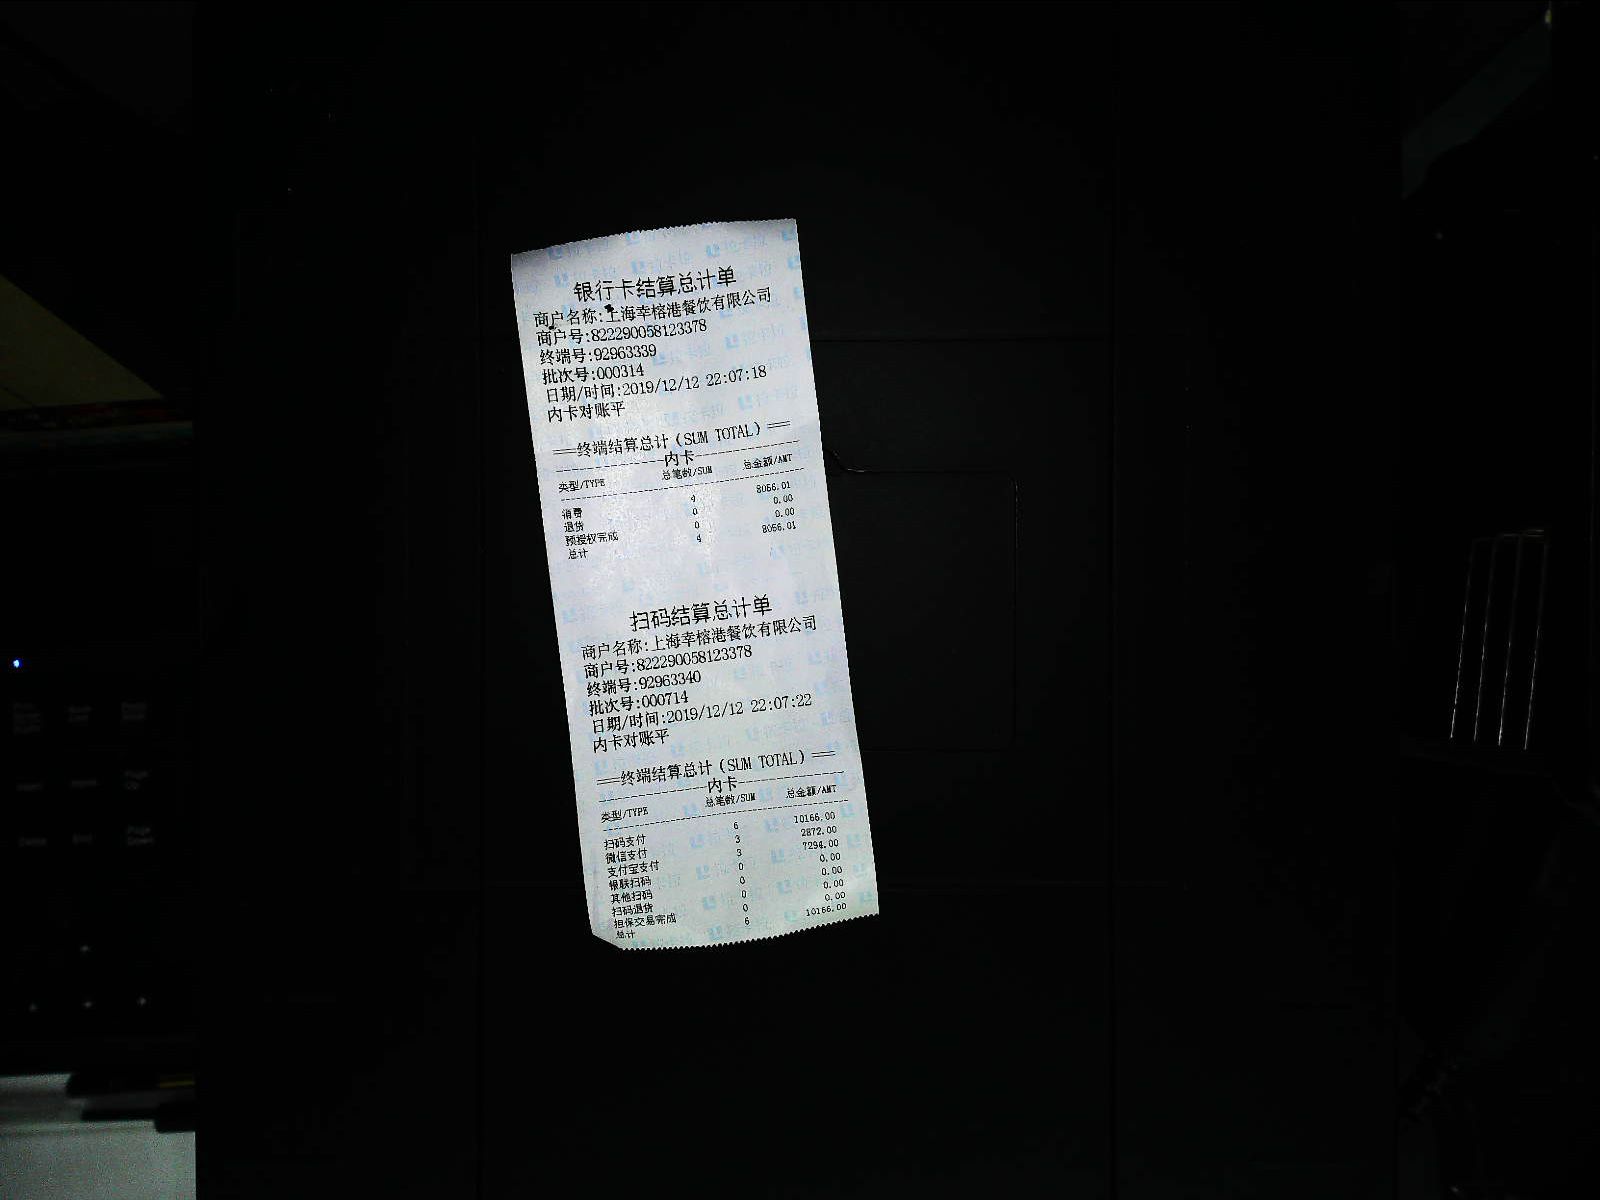 银行卡结算总计单
商户名称:上海幸榕港餐饮有限公司
商户号:822290058123378
终端号:92963339
批次号:000314
日期/时间:2019/12/12 22:07:18
内卡对账平
===终端结算总计(SUM TOTAL)===
内卡
类型/TYPE 总笔数/SUM 总金额/AMT
消费 4 8056.01
退货 0 0.00
预授权完成 0 0.00
总计 4 8056.01
扫码结算总计单
商户名称:上海幸榕港餐饮有限公司
商户号:822290058123378
终端号:92963340
批次号:000714
日期/时间:2019/12/12 22:07:22
内卡对账平
===终端结算总计(SUM TOTAL)===
内卡
类型/TYPE 总笔数/SUM 总金额/AMT
扫码支付 6 10166.00
微信支付 3 2872.00
支付宝支付 3 7294.00
银联扫码 0 0.00
其他扫码 0 0.00
扫码退货 0 0.00
担保交易完成 0 0.00
总计 6 10166.00